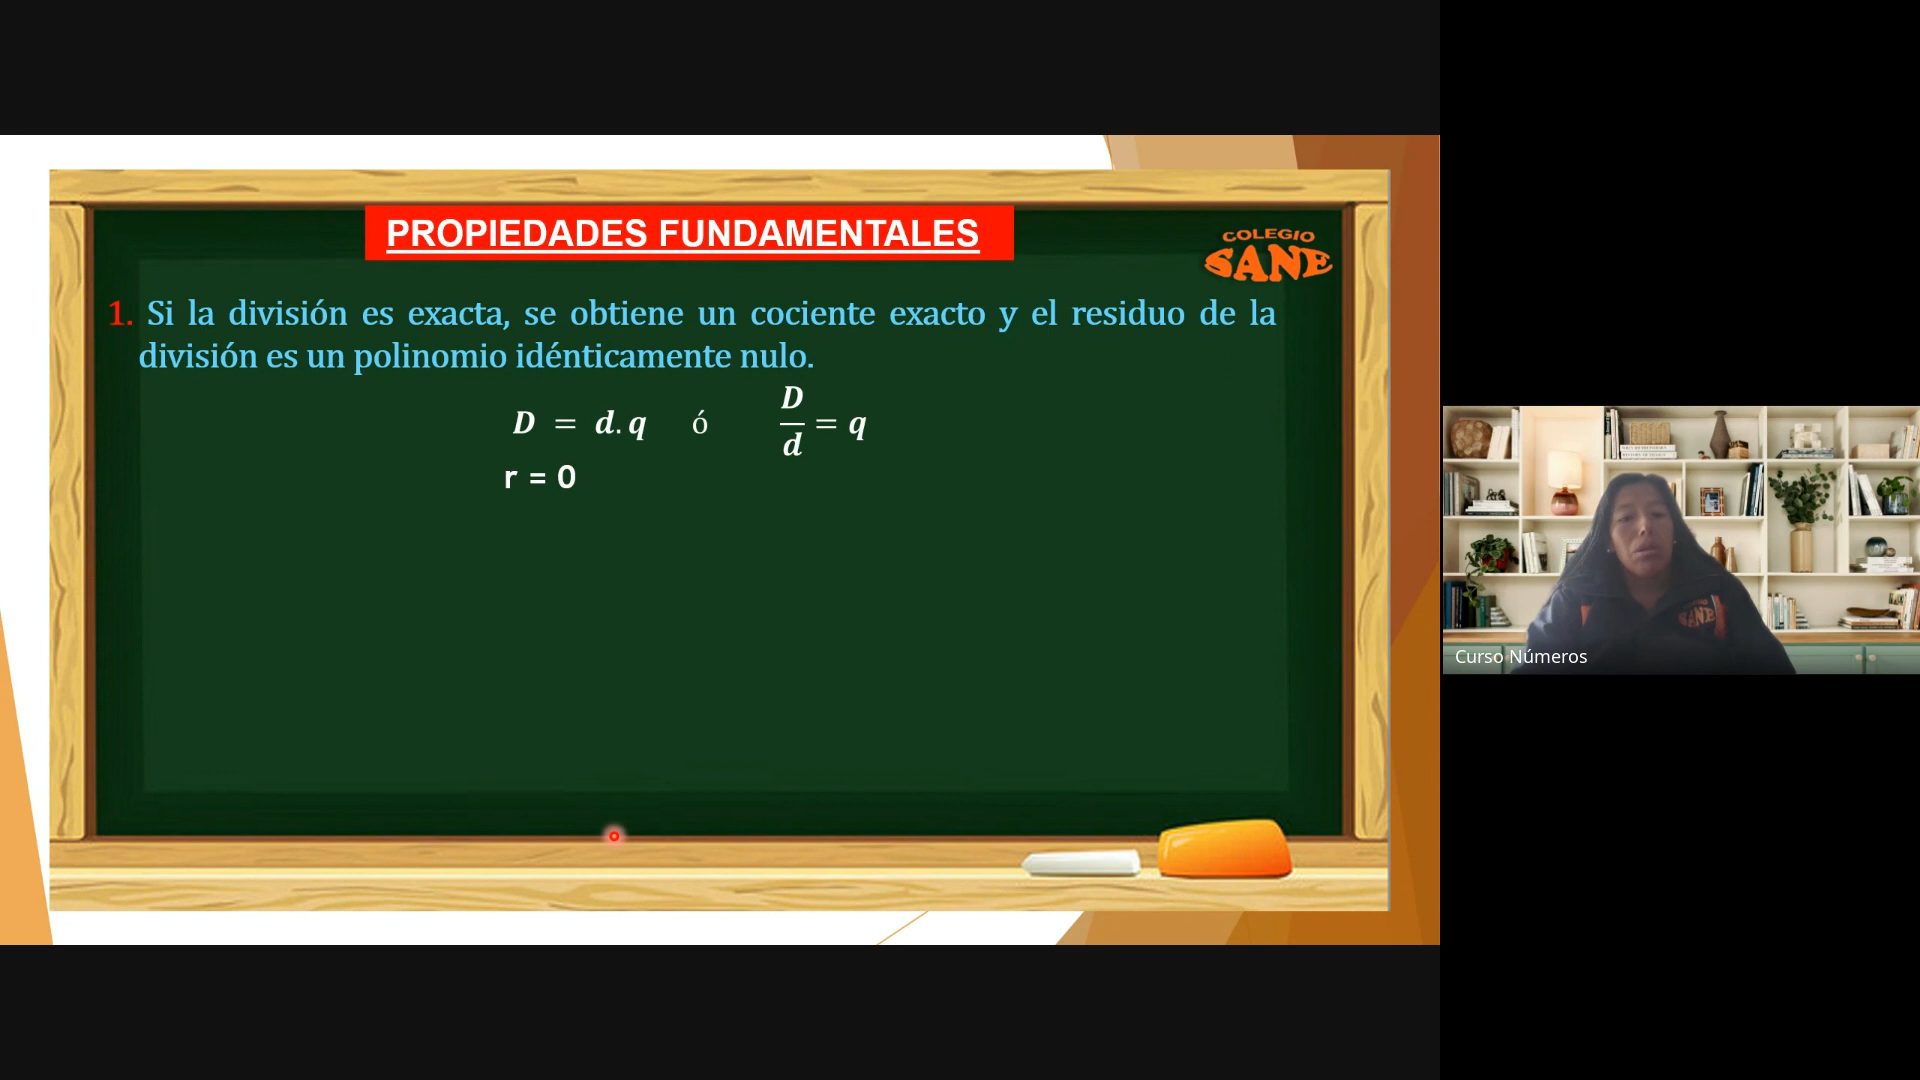 PROPIEDADES FUNDAMENTALES
COLEGIO
SANE
1. Si la división es exacta, se obtiene un cociente exacto y el residuo de la
división es un polinomio idénticamente nulo.
D = d.q ó D/d = q
r = 0
SANE
Curso Números